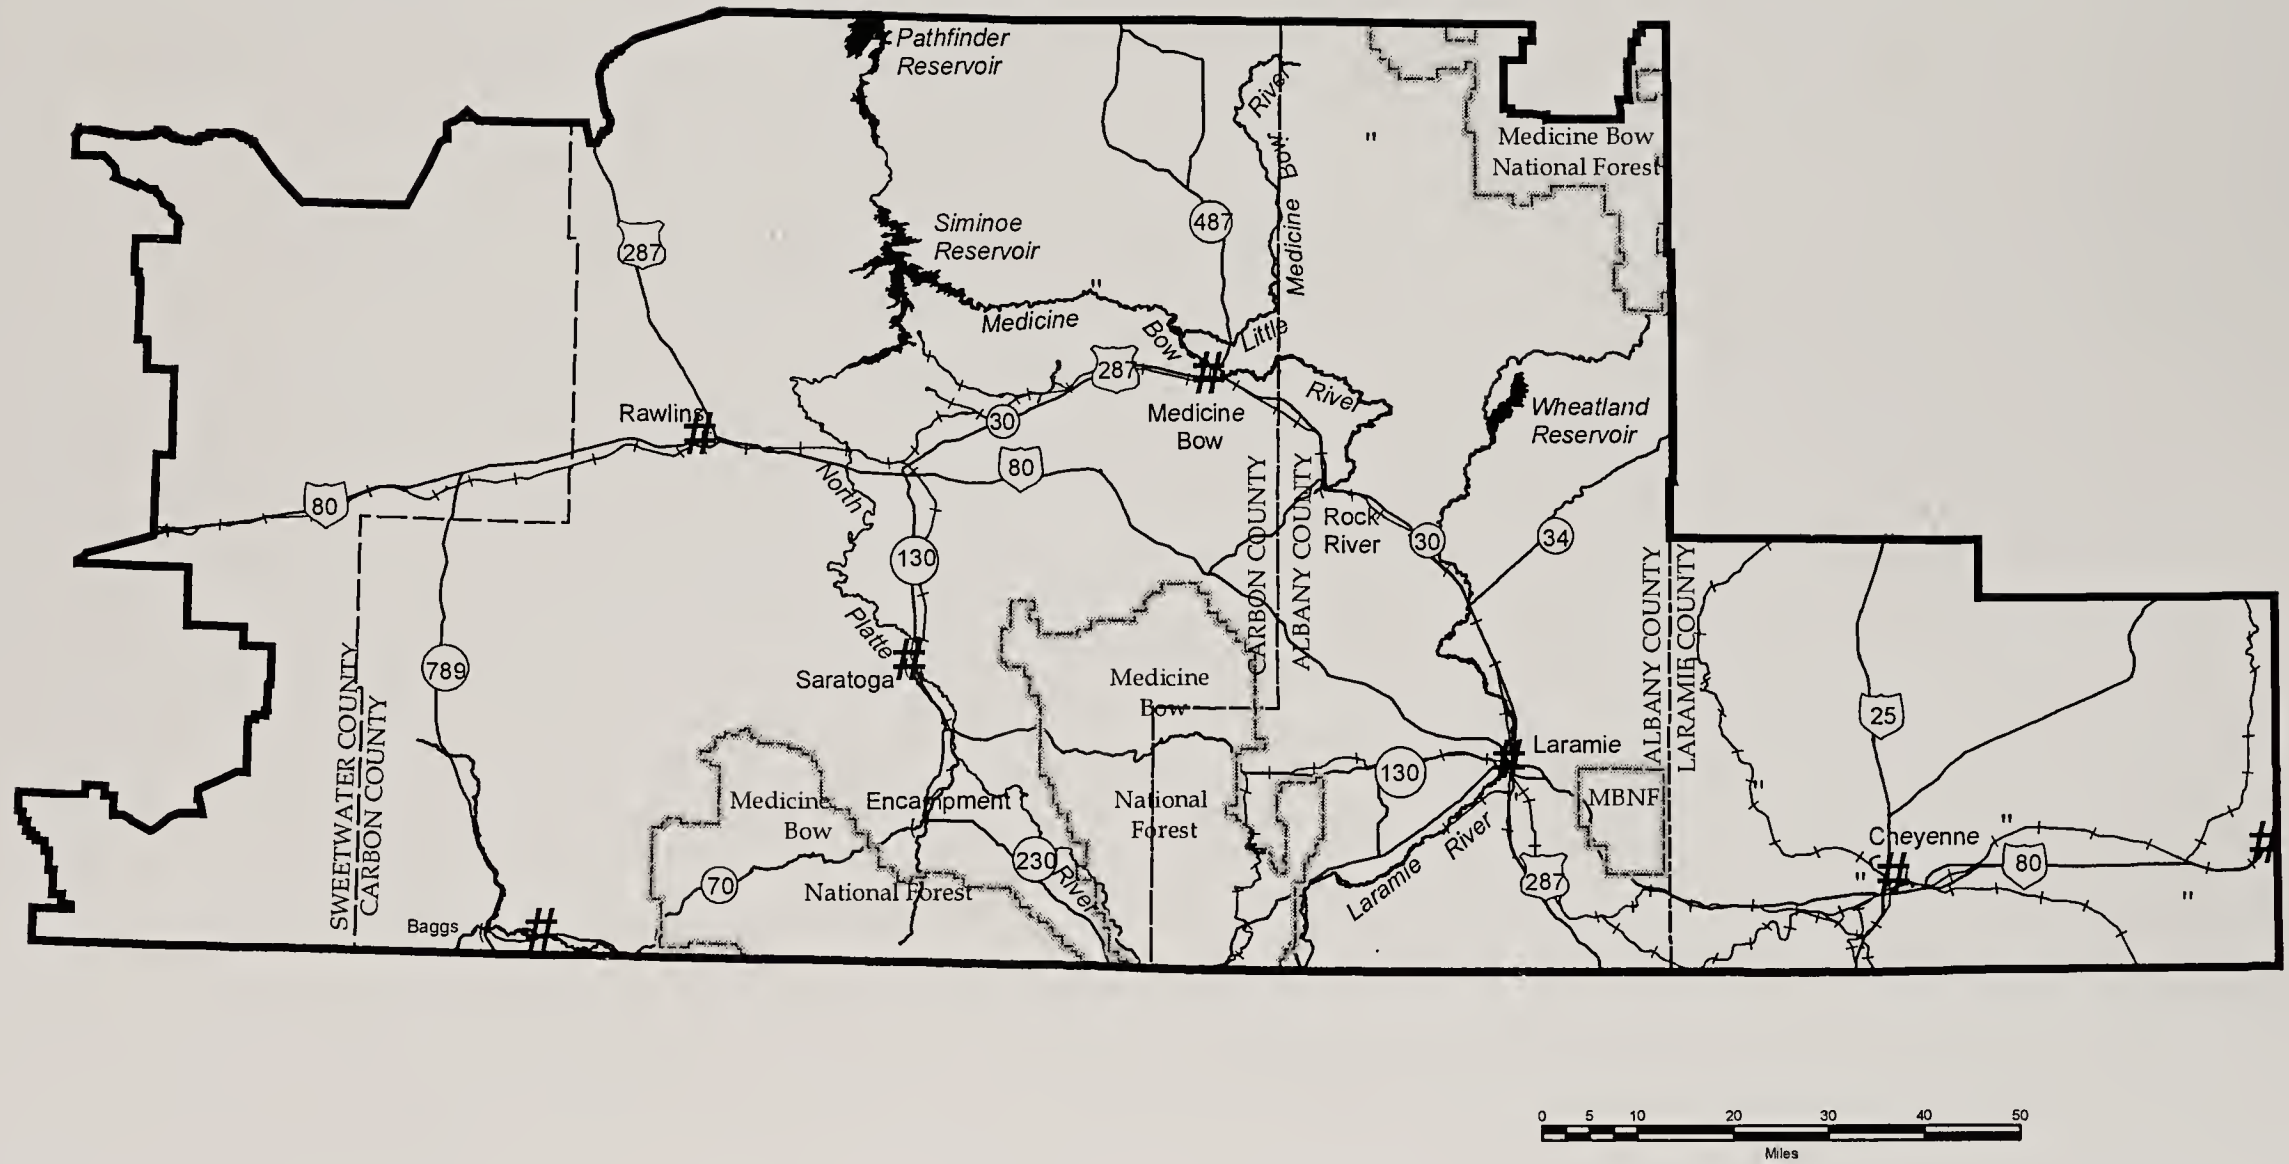 Pathfinder
Reservoir
River
Medicine Bow
National Forest
"
Siminoe
Reservoir
487
Bow
Medicine
287
"
Medicine
Bow
Little
287
River
Rawlins
#
30
#
Medicine
Bow
Wheatland
Reservoir
80
80
North
130
CARBON COUNTY
ALBANY COUNTY
Rock
River
30
34
ALBANY COUNTY
LARAMIE COUNTY
Platte
789
#
Saratoga
Medicine
Bow
25
SWEETWATER COUNTY
CARBON COUNTY
#
Laramie
130
Medicine
Bow
Encampment
National
Forest
MBNF
"
"
Cheyenne
#
River
230
River
70
National Forest
Laramie
287
"
#
80
"
Baggs
#
0 5 10 20 30 40 50
Miles